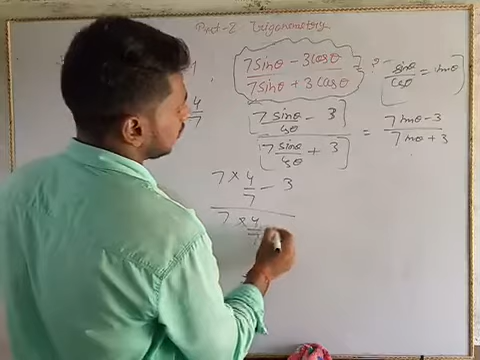 Part-2 Trigonometry
7sinθ - 3cosθ
7sinθ + 3cosθ
= ?
sinθ
cosθ = tanθ
4
7
7 sinθ
cosθ - 3
7 sinθ
cosθ + 3
= 7tanθ - 3
7tanθ + 3
7 × 4
7 - 3
7 × 4
7